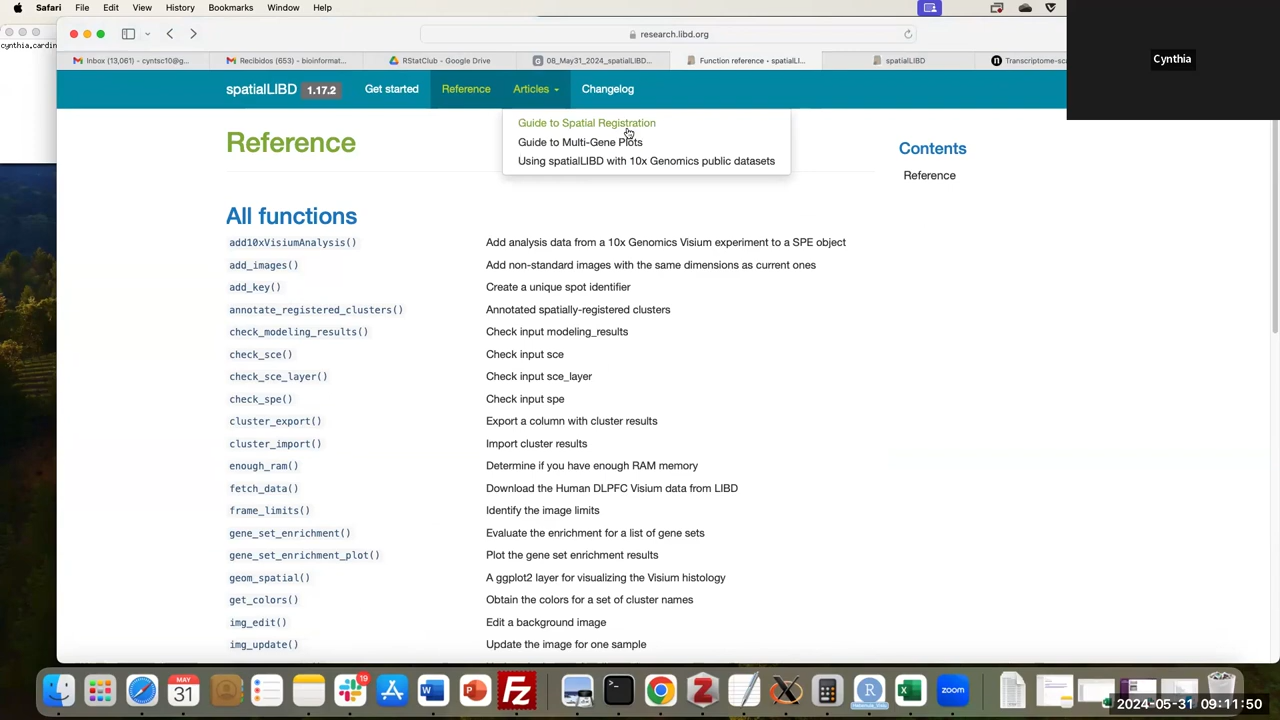 Safari File Edit View History Bookmarks Window Help
cynthia.cardin
research.libd.org
Inbox (13,061) - cyntsc10@g...
Recibidos (653) - bioinformat...
RStatClub - Google Drive
08_May31_2024_spatialLIBD...
Function reference • spatialLI...
spatialLIBD
Transcriptome-sc
Cynthia
spatialLIBD 1.17.2 Get started Reference Articles Changelog
Guide to Spatial Registration
Guide to Multi-Gene Plots
Using spatialLIBD with 10x Genomics public datasets
Reference
Contents
Reference
All functions
add10xVisiumAnalysis() Add analysis data from a 10x Genomics Visium experiment to a SPE object
add_images() Add non-standard images with the same dimensions as current ones
add_key() Create a unique spot identifier
annotate_registered_clusters() Annotated spatially-registered clusters
check_modeling_results() Check input modeling_results
check_sce() Check input sce
check_sce_layer() Check input sce_layer
check_spe() Check input spe
cluster_export() Export a column with cluster results
cluster_import() Import cluster results
enough_ram() Determine if you have enough RAM memory
fetch_data() Download the Human DLPFC Visium data from LIBD
frame_limits() Identify the image limits
gene_set_enrichment() Evaluate the enrichment for a list of gene sets
gene_set_enrichment_plot() Plot the gene set enrichment results
geom_spatial() A ggplot2 layer for visualizing the Visium histology
get_colors() Obtain the colors for a set of cluster names
img_edit() Edit a background image
img_update() Update the image for one sample
MAY
31
19
zoom
2024-05-31 09:11:50